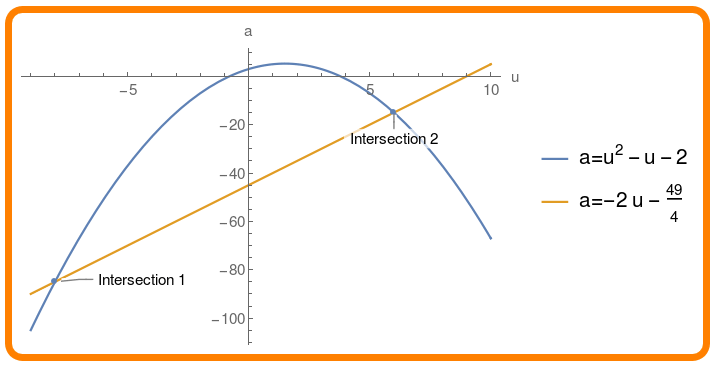 a
u
−5
5
10
−20
−40
−60
−80
−100
Intersection 2
Intersection 1
a=u² − u − 2
a=−2 u − 49/4